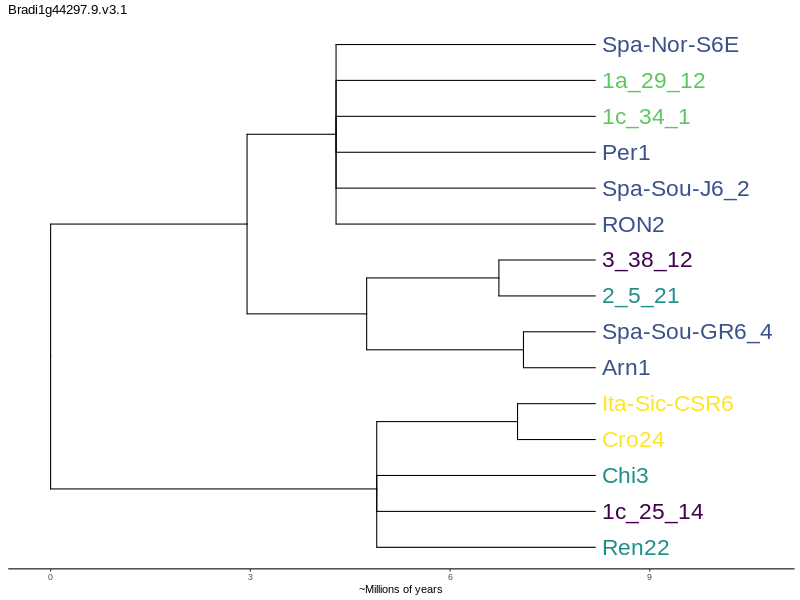 Bradi1g44297.9.v3.1
Spa-Nor-S6E
1a_29_12
1c_34_1
Per1
Spa-Sou-J6_2
RON2
3_38_12
2_5_21
Spa-Sou-GR6_4
Arn1
Ita-Sic-CSR6
Cro24
Chi3
1c_25_14
Ren22
0 3 6 9
~Millions of years